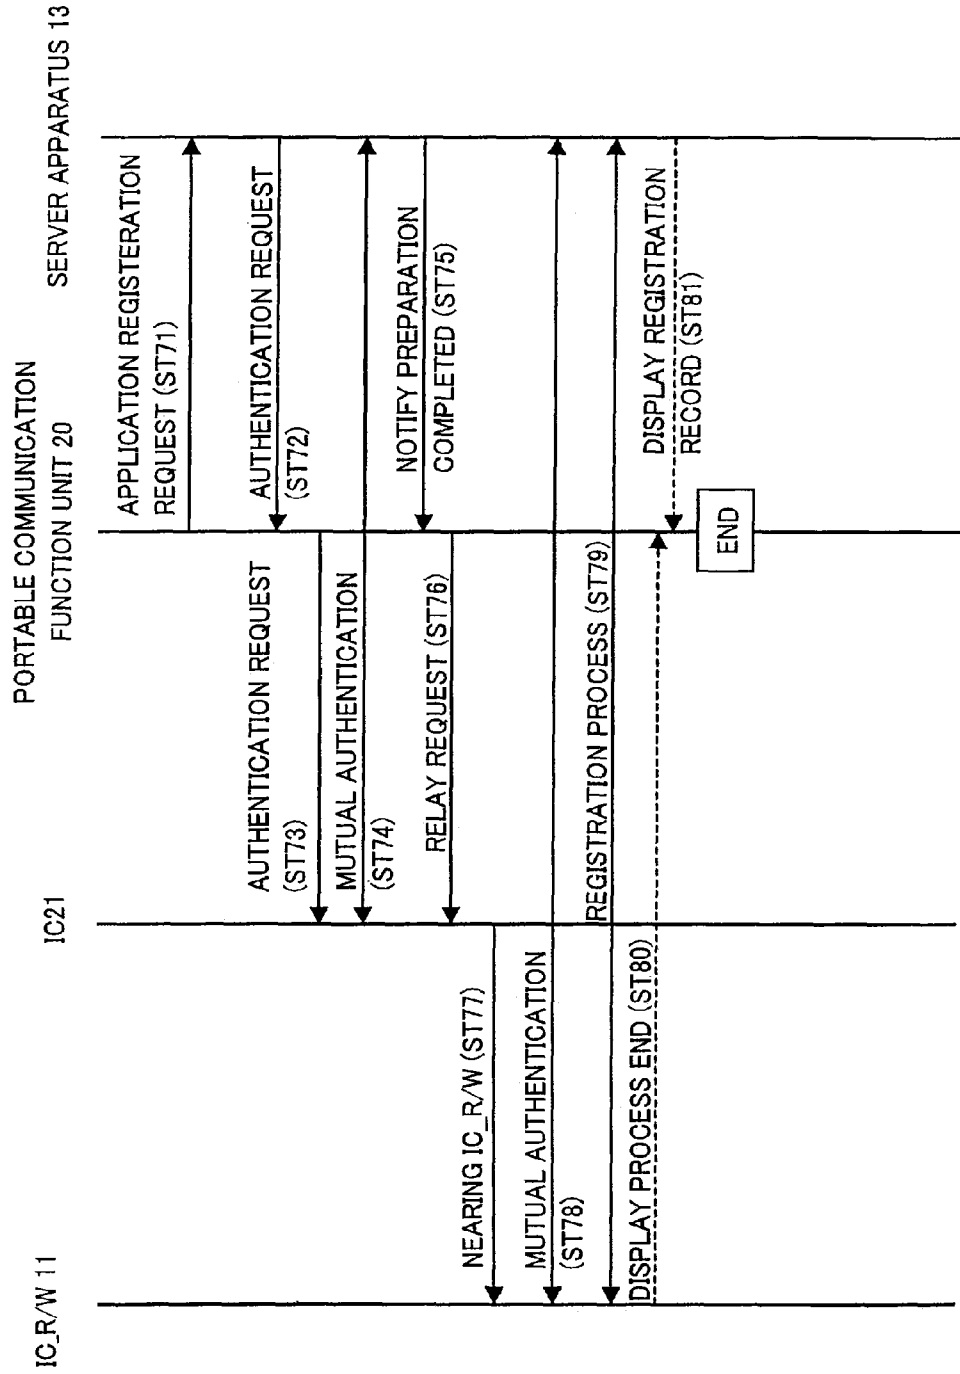 IC_R/W 11
IC21
PORTABLE COMMUNICATION
FUNCTION UNIT 20
SERVER APPARATUS 13
APPLICATION REGISTERATION
REQUEST (ST71)
AUTHENTICATION REQUEST
(ST72)
AUTHENTICATION REQUEST
(ST73)
MUTUAL AUTHENTICATION
(ST74)
NOTIFY PREPARATION
COMPLETED (ST75)
RELAY REQUEST (ST76)
NEARING IC_R/W (ST77)
MUTUAL AUTHENTICATION
(ST78)
REGISTRATION PROCESS (ST79)
DISPLAY PROCESS END (ST80)
DISPLAY REGISTRATION
RECORD (ST81)
END